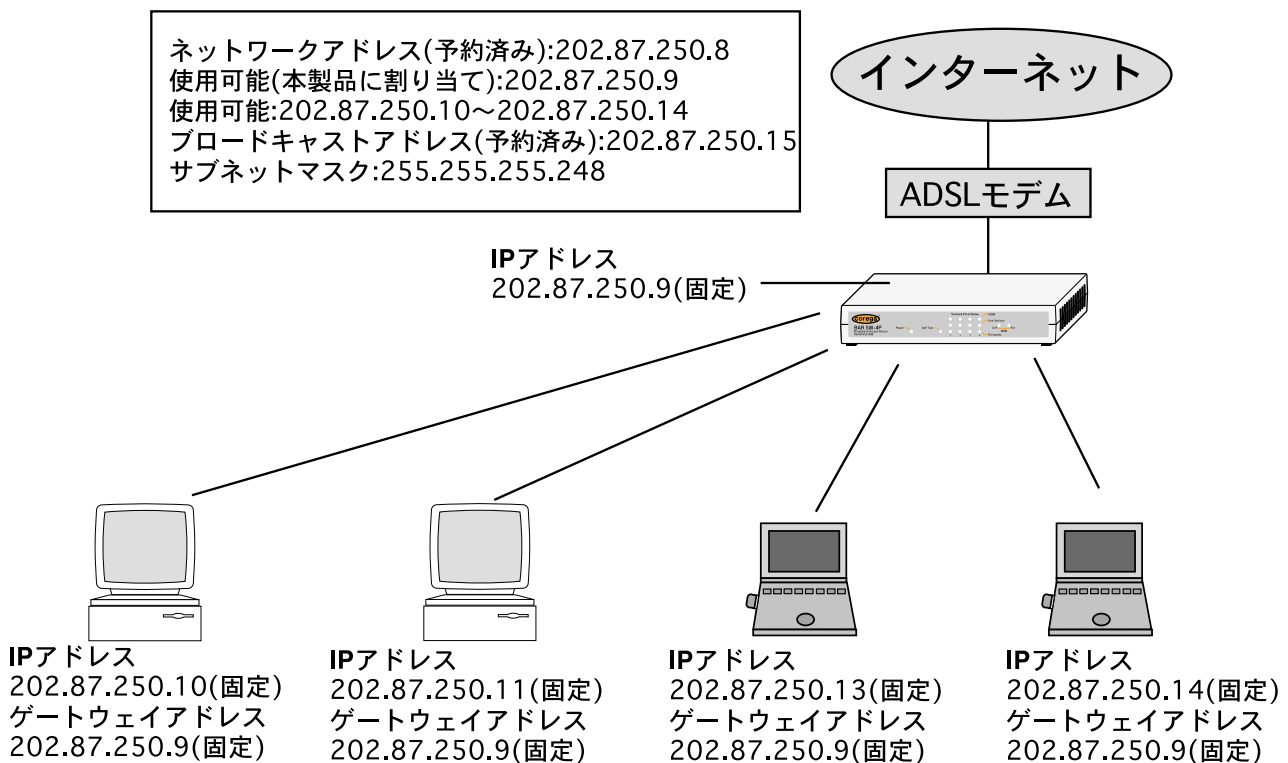 ネットワークアドレス(予約済み):202.87.250.8
使用可能(本製品に割り当て):202.87.250.9
使用可能:202.87.250.10〜202.87.250.14
ブロードキャストアドレス(予約済み):202.87.250.15
サブネットマスク:255.255.255.248
インターネット
ADSLモデム
IPアドレス
202.87.250.9(固定)
corega
BAR SW-4P
IPアドレス
202.87.250.10(固定)
ゲートウェイアドレス
202.87.250.9(固定)
IPアドレス
202.87.250.11(固定)
ゲートウェイアドレス
202.87.250.9(固定)
IPアドレス
202.87.250.13(固定)
ゲートウェイアドレス
202.87.250.9(固定)
IPアドレス
202.87.250.14(固定)
ゲートウェイアドレス
202.87.250.9(固定)